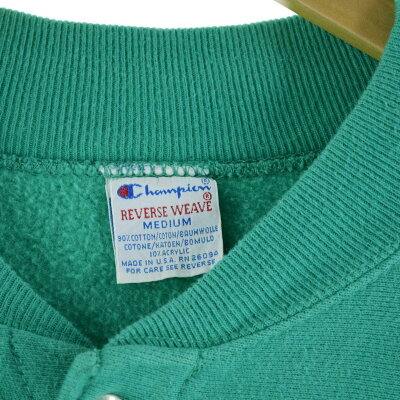 Champion®
REVERSE WEAVE®
MEDIUM
90% COTTON/COTON/BAUMWOLLE
COTONE/KATOEN/BOMULD
10% ACRYLIC
MADE IN U.S.A. RN 26094
FOR CARE SEE REVERSE